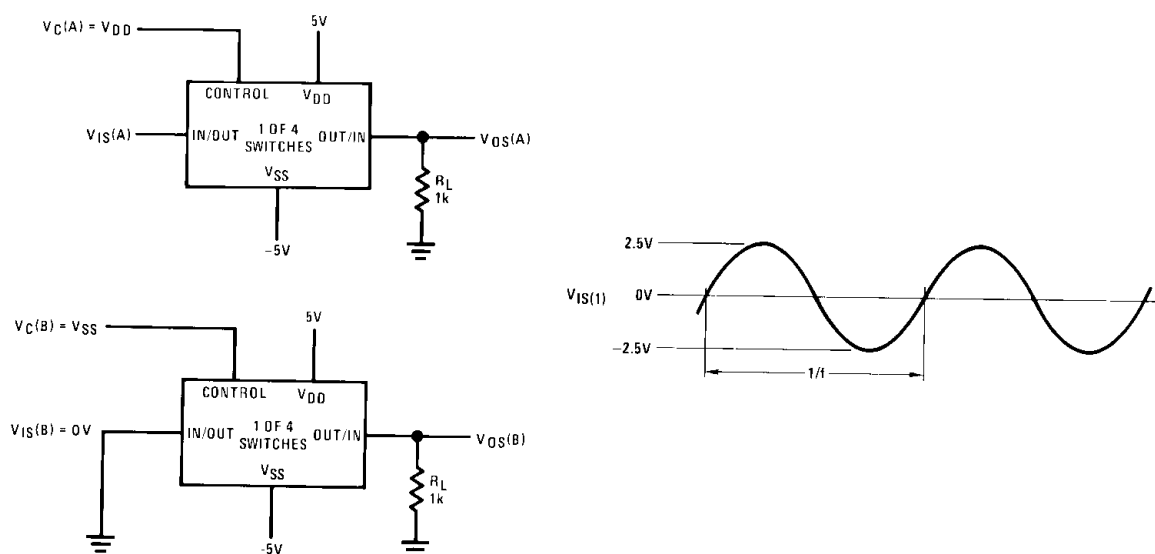 VC(A) = VDD
5V
CONTROL VDD
VIS(A) IN/OUT 1 OF 4 OUT/IN VOS(A)
SWITCHES
VSS
RL
1k
-5V
VC(B) = VSS
5V
CONTROL VDD
VIS(B) = 0V IN/OUT 1 OF 4 OUT/IN VOS(B)
SWITCHES
VSS
RL
1k
-5V
2.5V
VIS(1) 0V
-2.5V
1/f